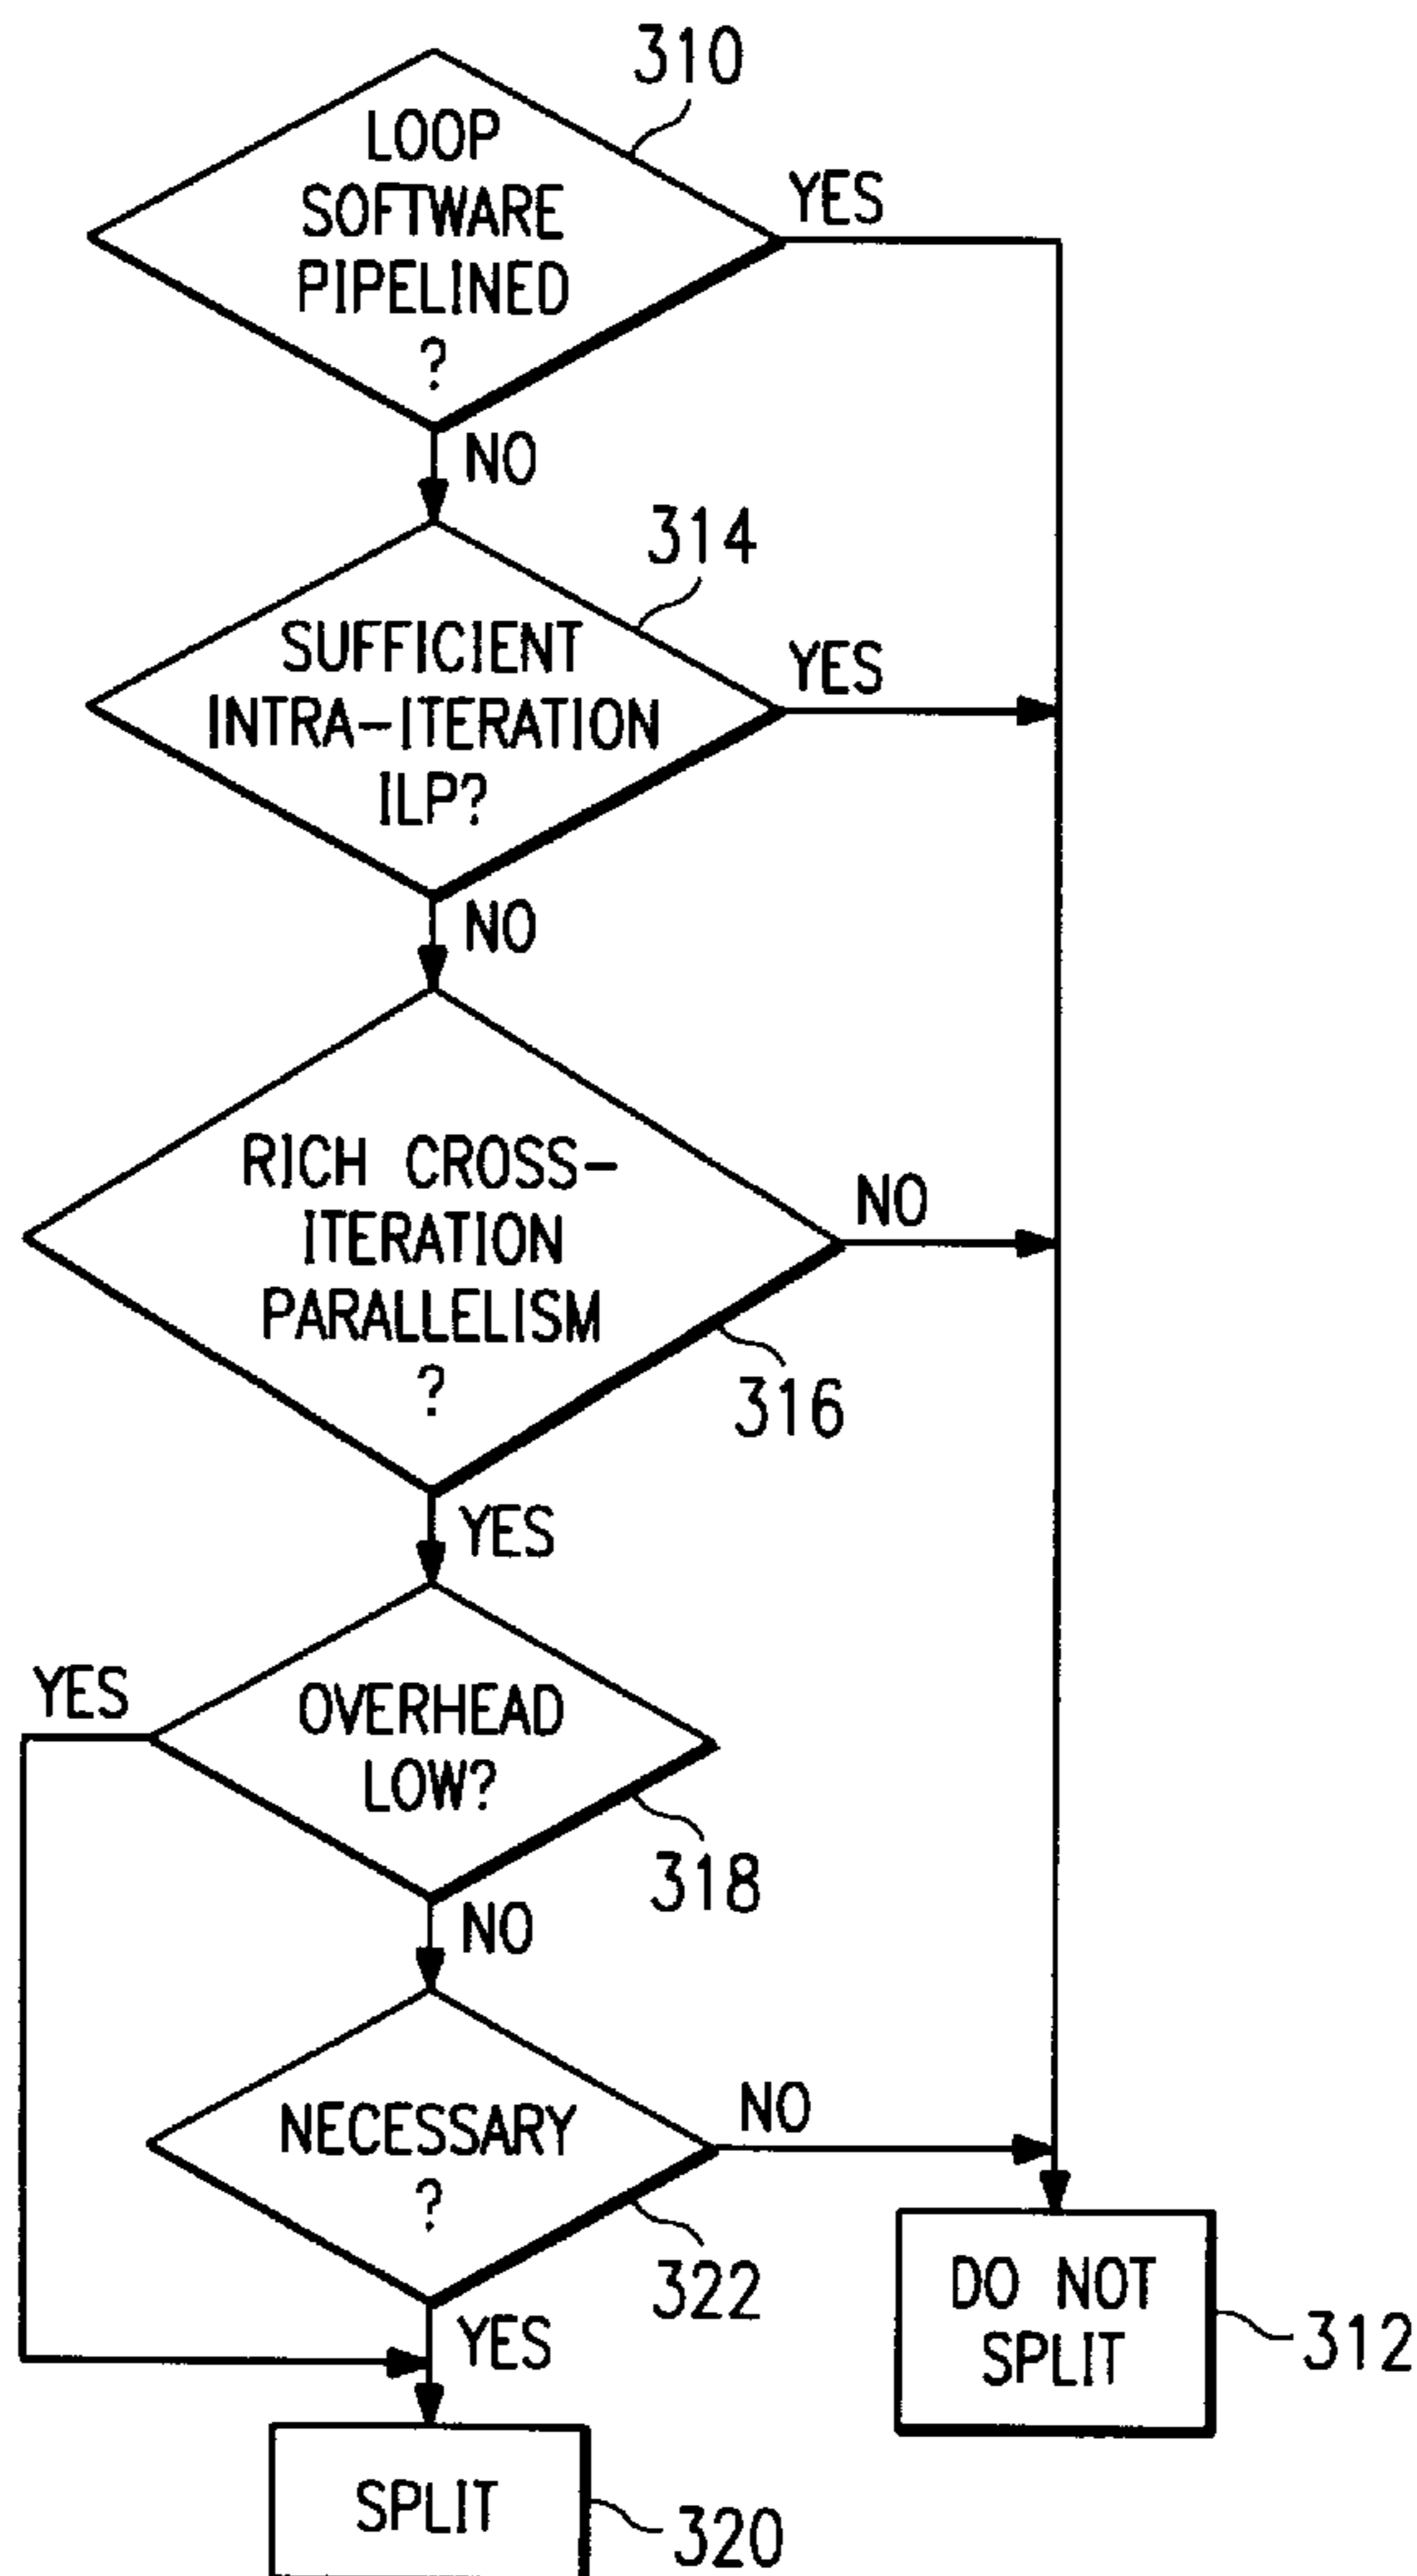 310
LOOP
SOFTWARE
PIPELINED
?
YES
NO
314
SUFFICIENT
INTRA-ITERATION
ILP?
YES
NO
RICH CROSS-
ITERATION
PARALLELISM
?
NO
316
YES
YES
OVERHEAD
LOW?
318
NO
NECESSARY
?
NO
322
YES
DO NOT
SPLIT
312
SPLIT
320